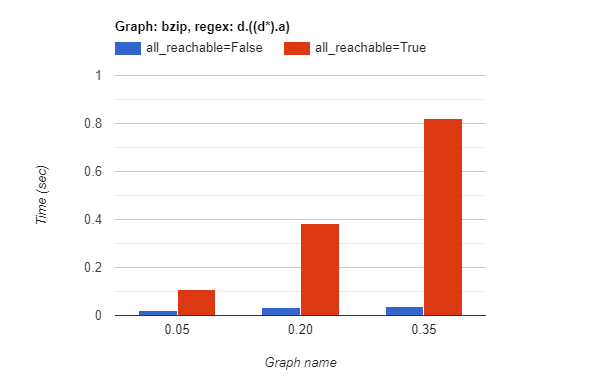 Graph: bzip, regex: d.((d*).a)
all_reachable=False all_reachable=True
1
0.8
0.6
0.4
0.2
0
Time (sec)
0.05 0.20 0.35
Graph name